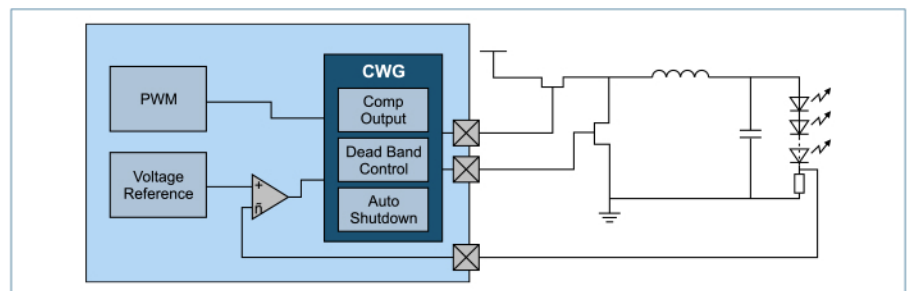 CWG
PWM
Comp
Output
Dead Band
Control
Voltage
Reference
+
n̄
Auto
Shutdown